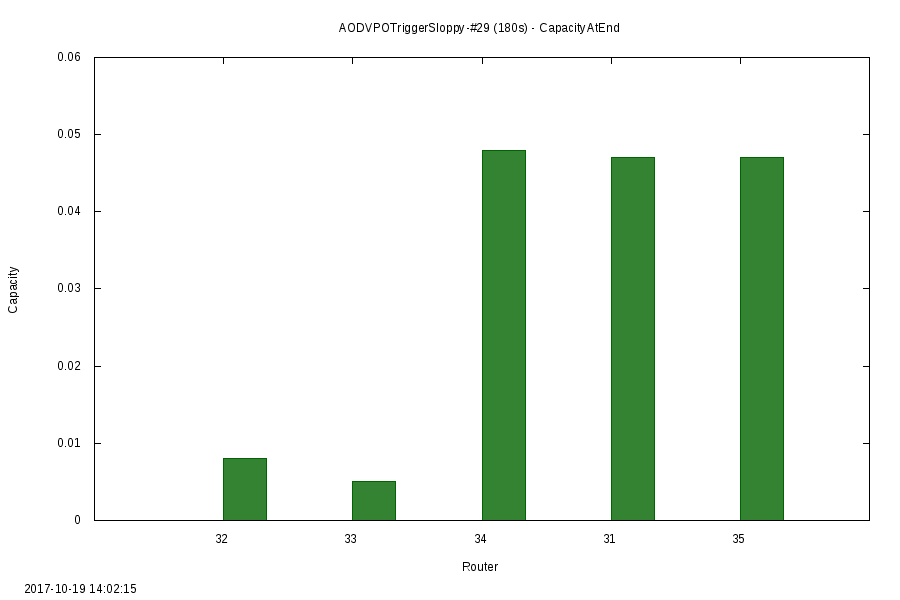 AODVPOTriggerSloppy-#29 (180s) - CapacityAtEnd
0.06
0.05
0.04
0.03
0.02
0.01
0
Capacity
32 33 34 31 35
Router
2017-10-19 14:02:15